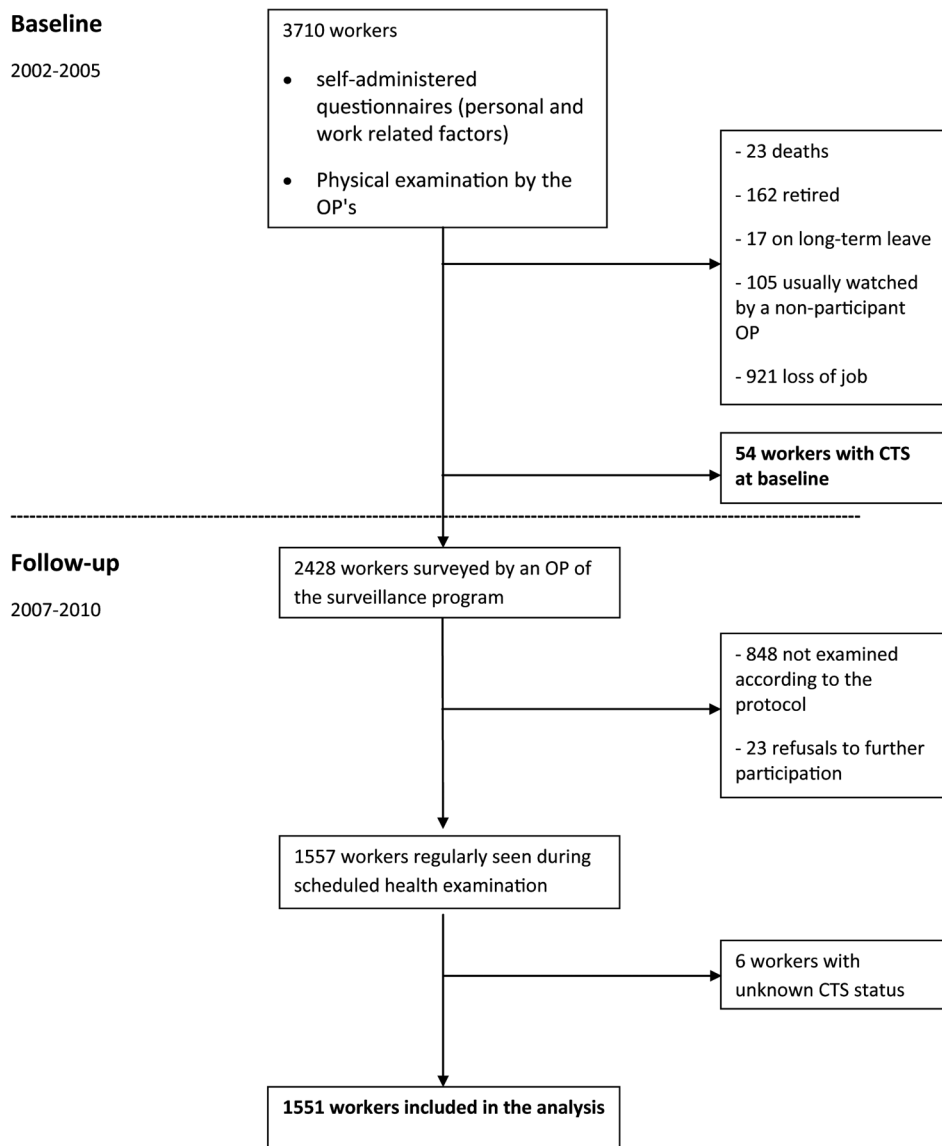 Baseline
2002-2005
3710 workers
• self-administered
questionnaires (personal and
work related factors)
• Physical examination by the
OP's
- 23 deaths
- 162 retired
- 17 on long-term leave
- 105 usually watched
by a non-participant
OP
- 921 loss of job
54 workers with CTS
at baseline
Follow-up
2007-2010
2428 workers surveyed by an OP of
the surveillance program
- 848 not examined
according to the
protocol
- 23 refusals to further
participation
1557 workers regularly seen during
scheduled health examination
6 workers with
unknown CTS status
1551 workers included in the analysis